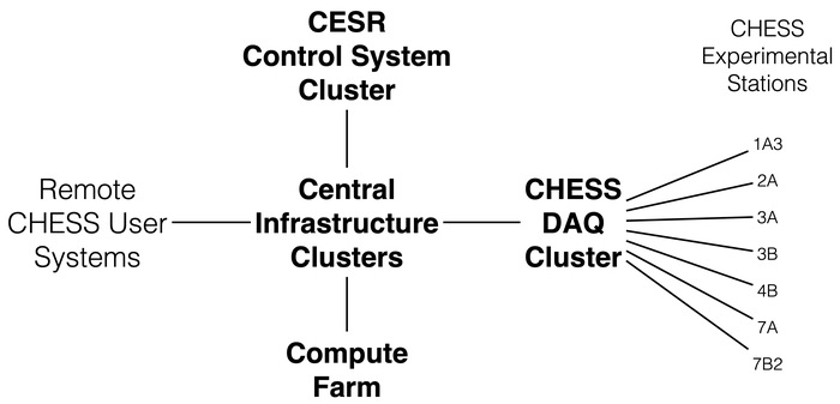 CESR
Control System
Cluster
CHESS
Experimental
Stations
Remote
CHESS User
Systems
Central
Infrastructure
Clusters
CHESS
DAQ
Cluster
1A3
2A
3A
3B
4B
7A
7B2
Compute
Farm